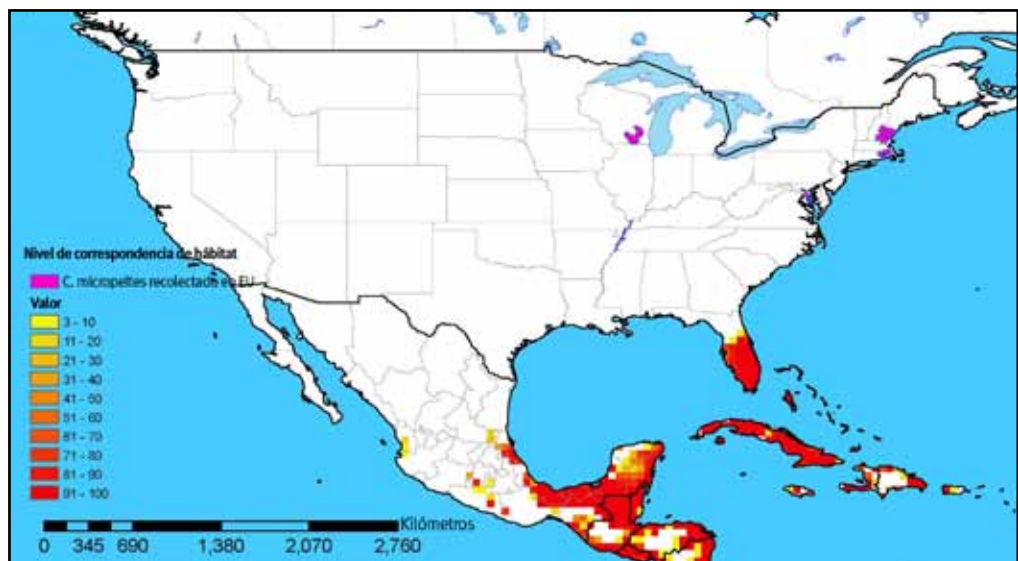 Nivel de correspondencia de hábitat
C. micropeltes recolectado en EU
Valor
3 - 10
11 - 20
21 - 30
31 - 40
41 - 50
51 - 60
61 - 70
71 - 80
81 - 90
91 - 100
Kilómetros
0 345 690 1,380 2,070 2,760